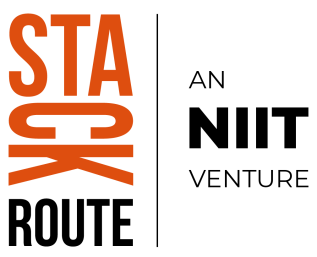 STA
CK
ROUTE
AN
NIIT
VENTURE